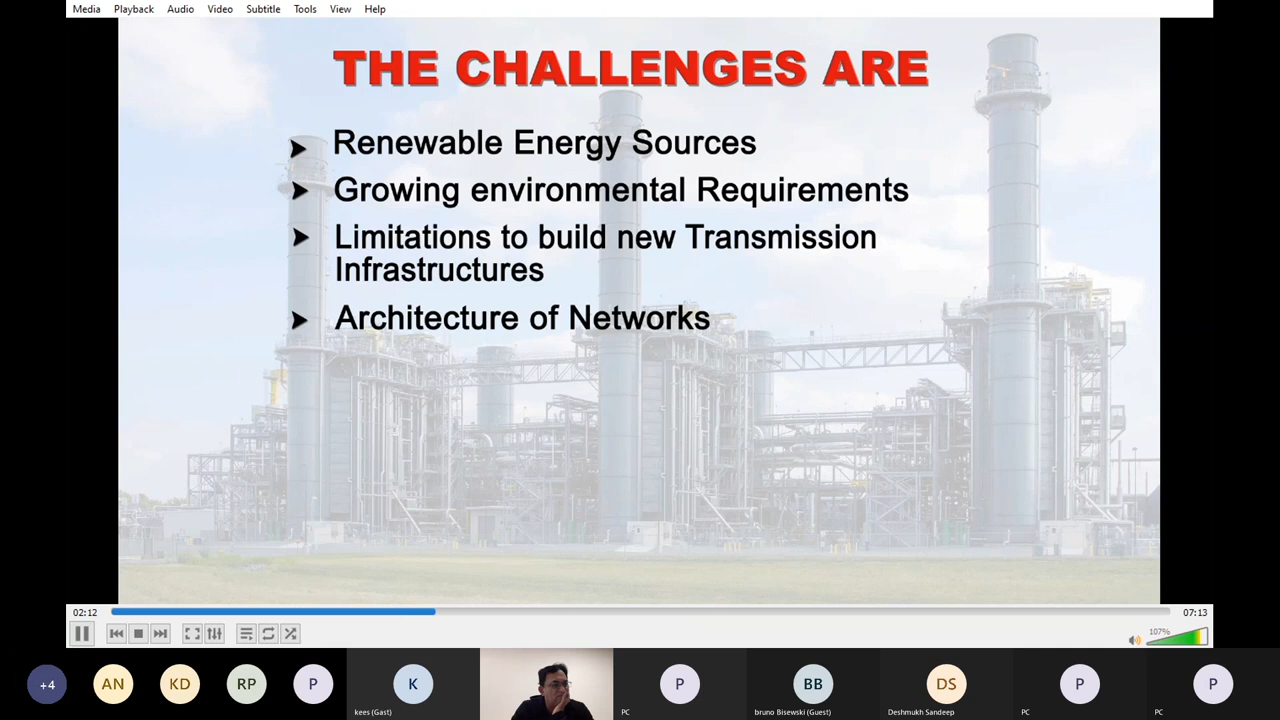 Media Playback Audio Video Subtitle Tools View Help
THE CHALLENGES ARE
Renewable Energy Sources
Growing environmental Requirements
Limitations to build new Transmission
Infrastructures
Architecture of Networks
02:12
07:13
107%
+4 AN KD RP P K P BB DS P P
kees (Gast) PC bruno Bisewski (Guest) Deshmukh Sandeep PC PC